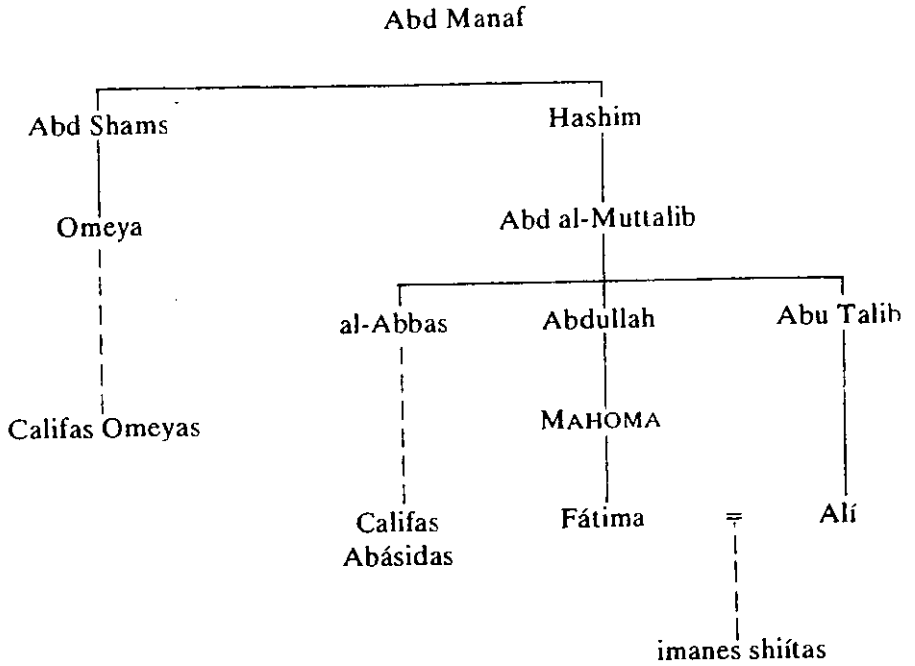 Abd Manaf
Abd Shams
Hashim
Omeya
Abd al-Muttalib
al-Abbas
Abdullah
Abu Talib
Califas Omeyas
MAHOMA
Califas
Abásidas
Fátima
=
Alí
imanes shiítas